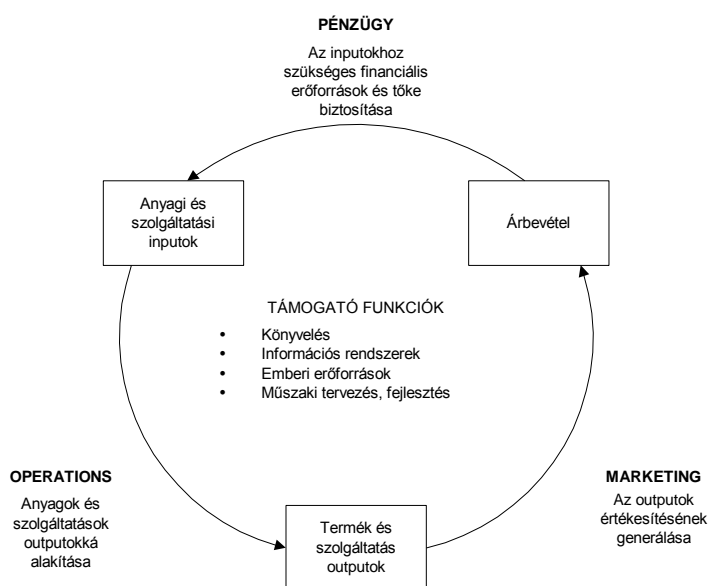 PÉNZÜGY
Az inputokhoz
szükséges financiális
erőforrások és tőke
biztosítása
Anyagi és
szolgáltatási
inputok
Árbevétel
TÁMOGATÓ FUNKCIÓK
• Könyvelés
• Információs rendszerek
• Emberi erőforrások
• Műszaki tervezés, fejlesztés
OPERATIONS
Anyagok és
szolgáltatások
outputokká
alakítása
MARKETING
Az outputok
értékesítésének
generálása
Termék és
szolgáltatás
outputok